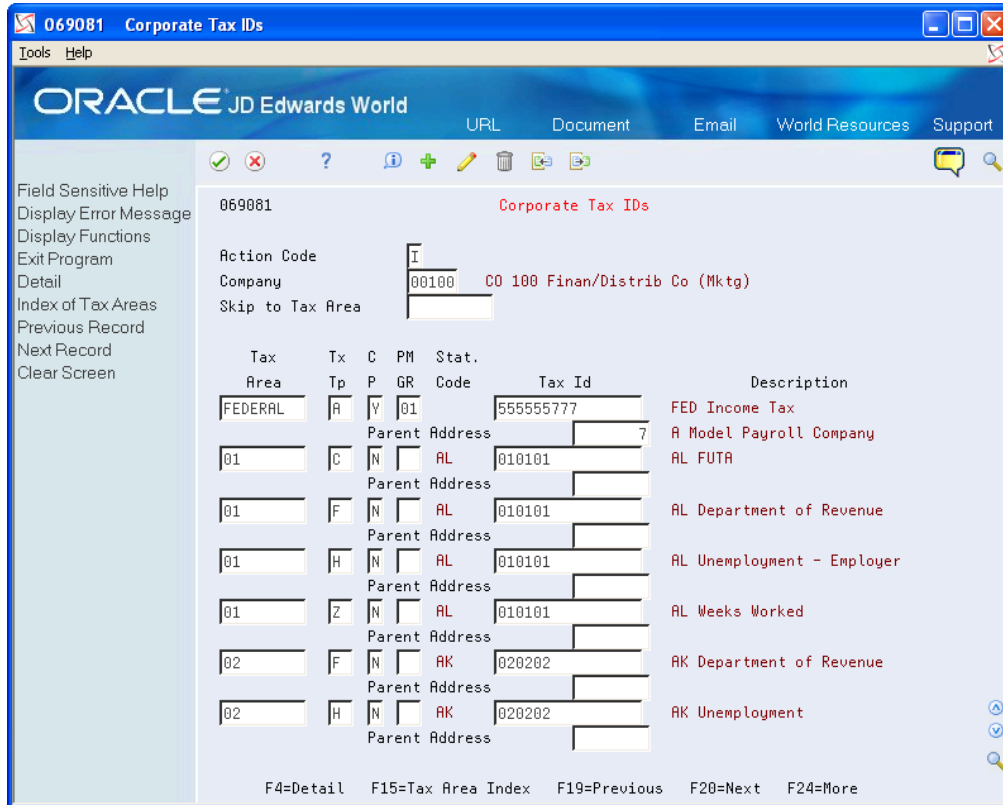 069081 Corporate Tax IDs
Tools Help
ORACLE JD Edwards World
URL Document Email World Resources Support
Field Sensitive Help
Display Error Message
Display Functions
Exit Program
Detail
Index of Tax Areas
Previous Record
Next Record
Clear Screen
069081 Corporate Tax IDs
Action Code I
Company 00100 CO 100 Finan/Distrib Co (Mktg)
Skip to Tax Area
Tax Tx C PM Stat.
Area Tp P GR Code Tax Id Description
FEDERAL A Y 01 555555777 FED Income Tax
Parent Address 7 A Model Payroll Company
01 C N AL 010101 AL FUTA
Parent Address
01 F N AL 010101 AL Department of Revenue
Parent Address
01 H N AL 010101 AL Unemployment - Employer
Parent Address
01 Z N AL 010101 AL Weeks Worked
Parent Address
02 F N AK 020202 AK Department of Revenue
Parent Address
02 H N AK 020202 AK Unemployment
Parent Address
F4=Detail F15=Tax Area Index F19=Previous F20=Next F24=More